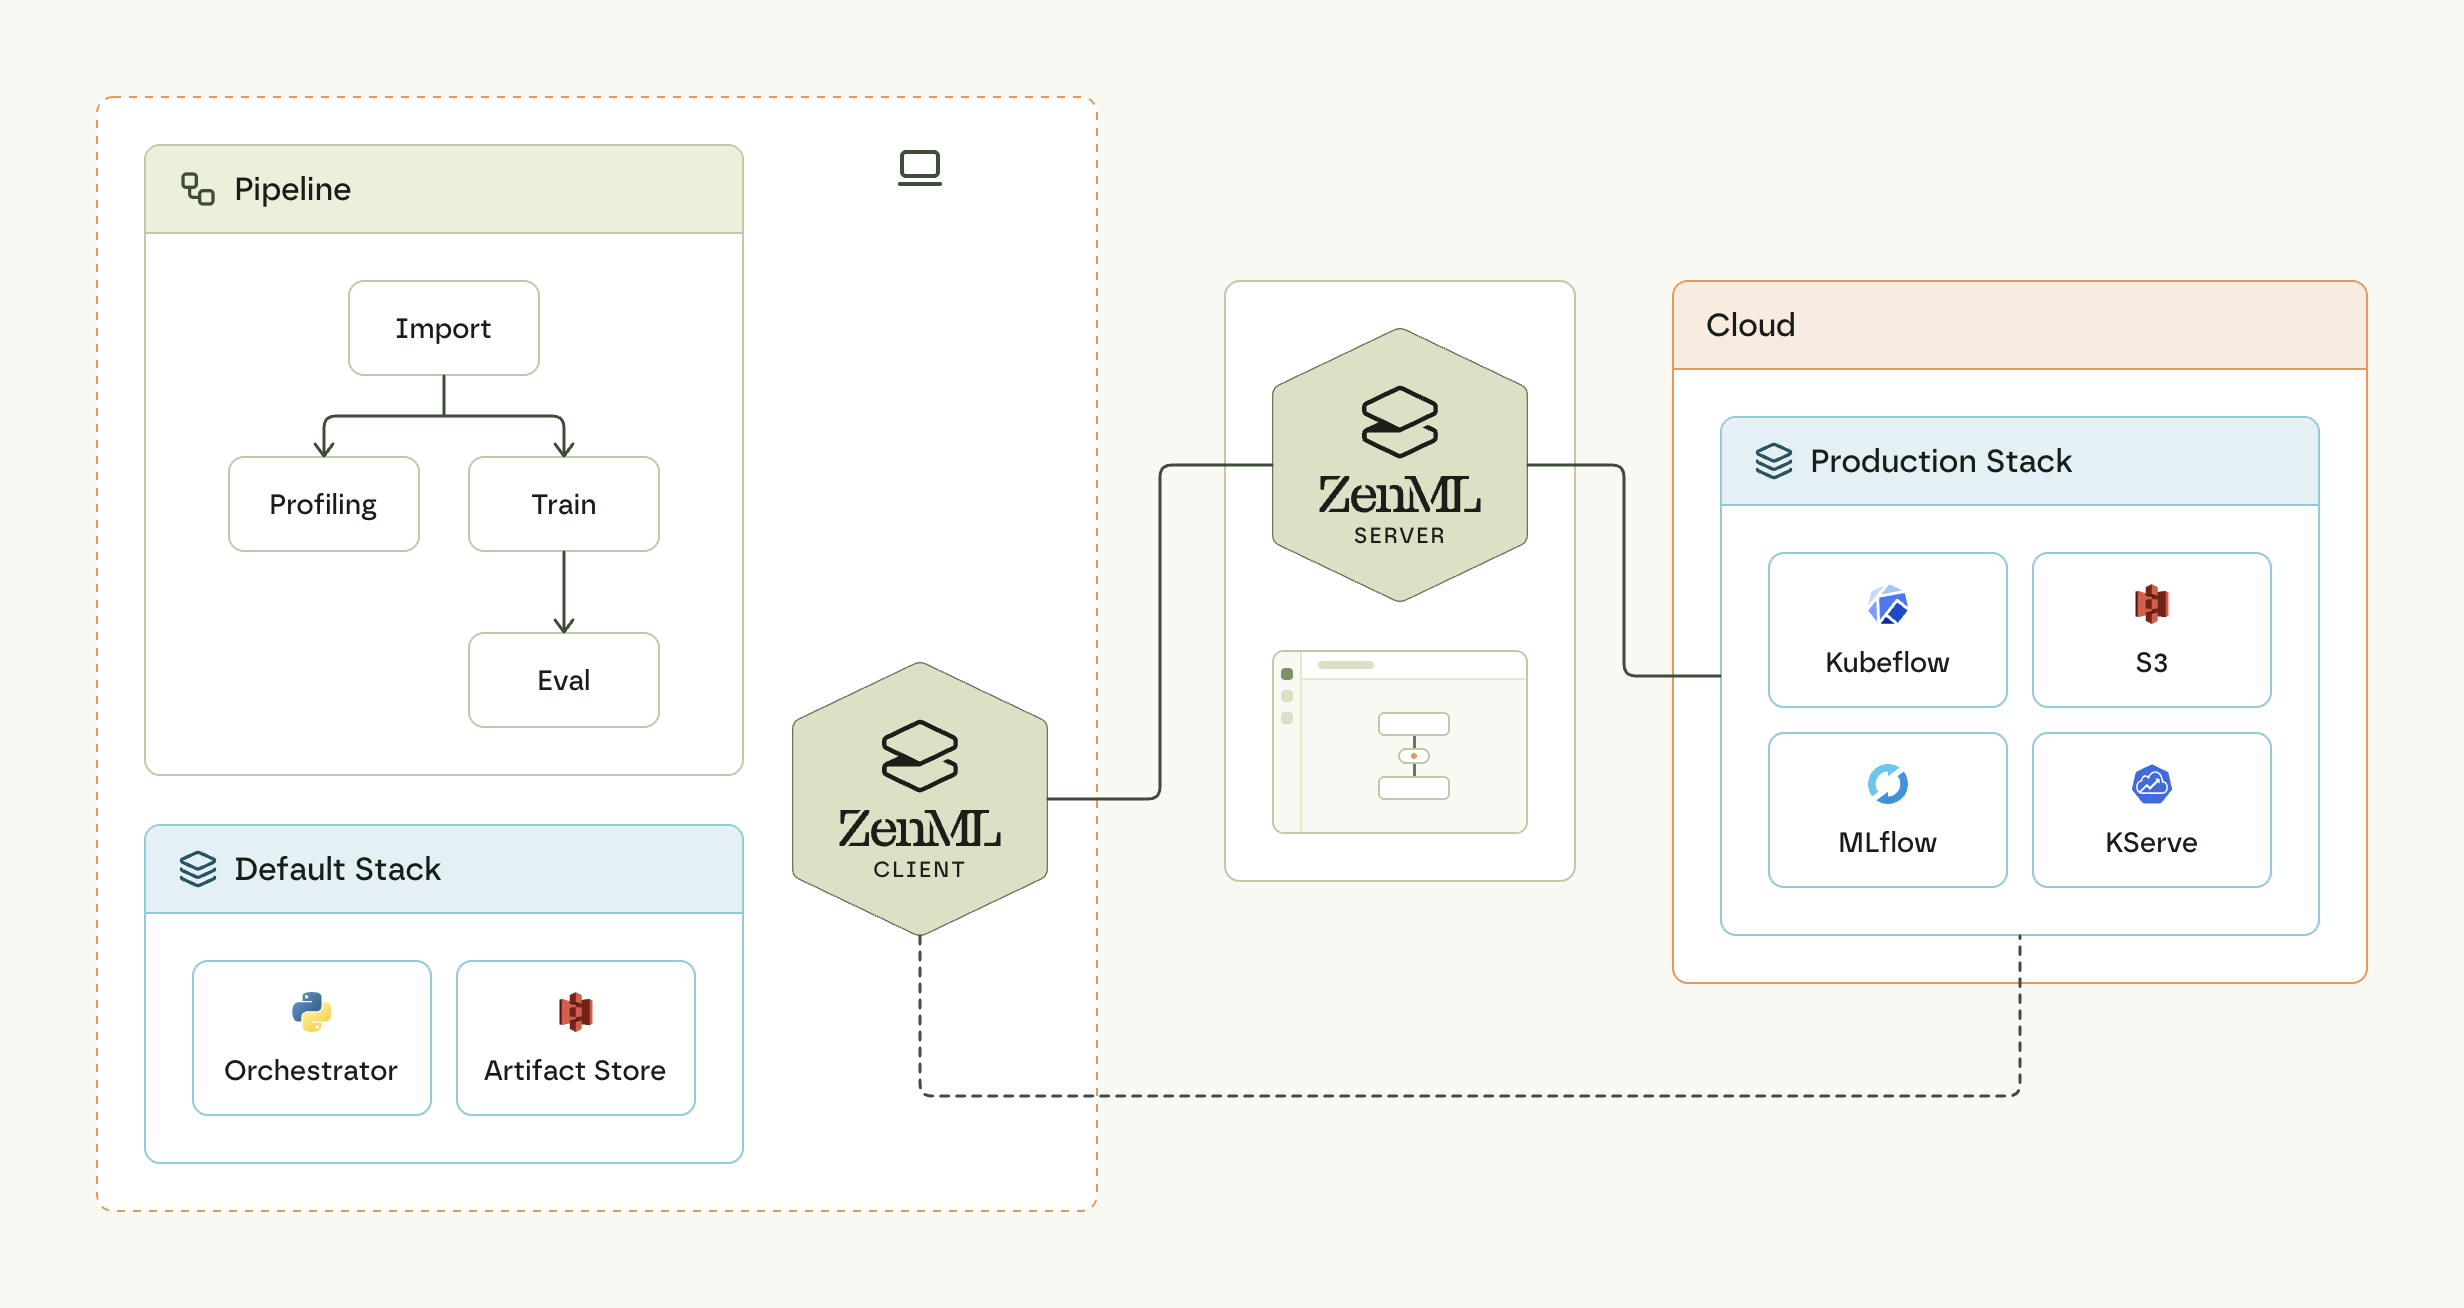 Pipeline
Import
Profiling
Train
Eval
Default Stack
Orchestrator
Artifact Store
ZenML
CLIENT
ZenML
SERVER
Cloud
Production Stack
Kubeflow
S3
MLflow
KServe